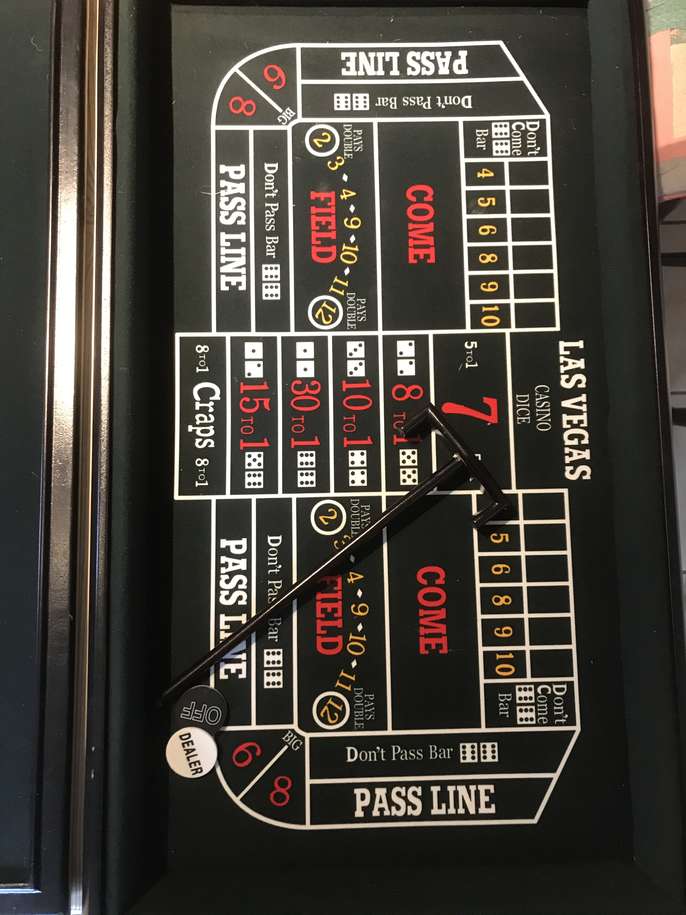 PASS LINE
Don't Pass Bar
6
8
BIG
PASS LINE
Don't Pass Bar
PAYS DOUBLE
2 3 • 4 • 9 • 10 • 11 12
FIELD
PAYS DOUBLE
COME
Don't Come Bar
4 5 6 8 9 10
LAS VEGAS
CASINO
DICE
5 TO 1
7
8 TO 1
10 TO 1
30 TO 1
15 TO 1
8 TO 1
Craps
8 TO 1
PAYS DOUBLE
2 3 4 • 9 • 10 • 11 12
FIELD
PAYS DOUBLE
COME
5 6 8 9 10
Don't Come Bar
PASS LINE
Don't Pass Bar
OFF
DEALER
BIG
6
8
Don't Pass Bar
PASS LINE